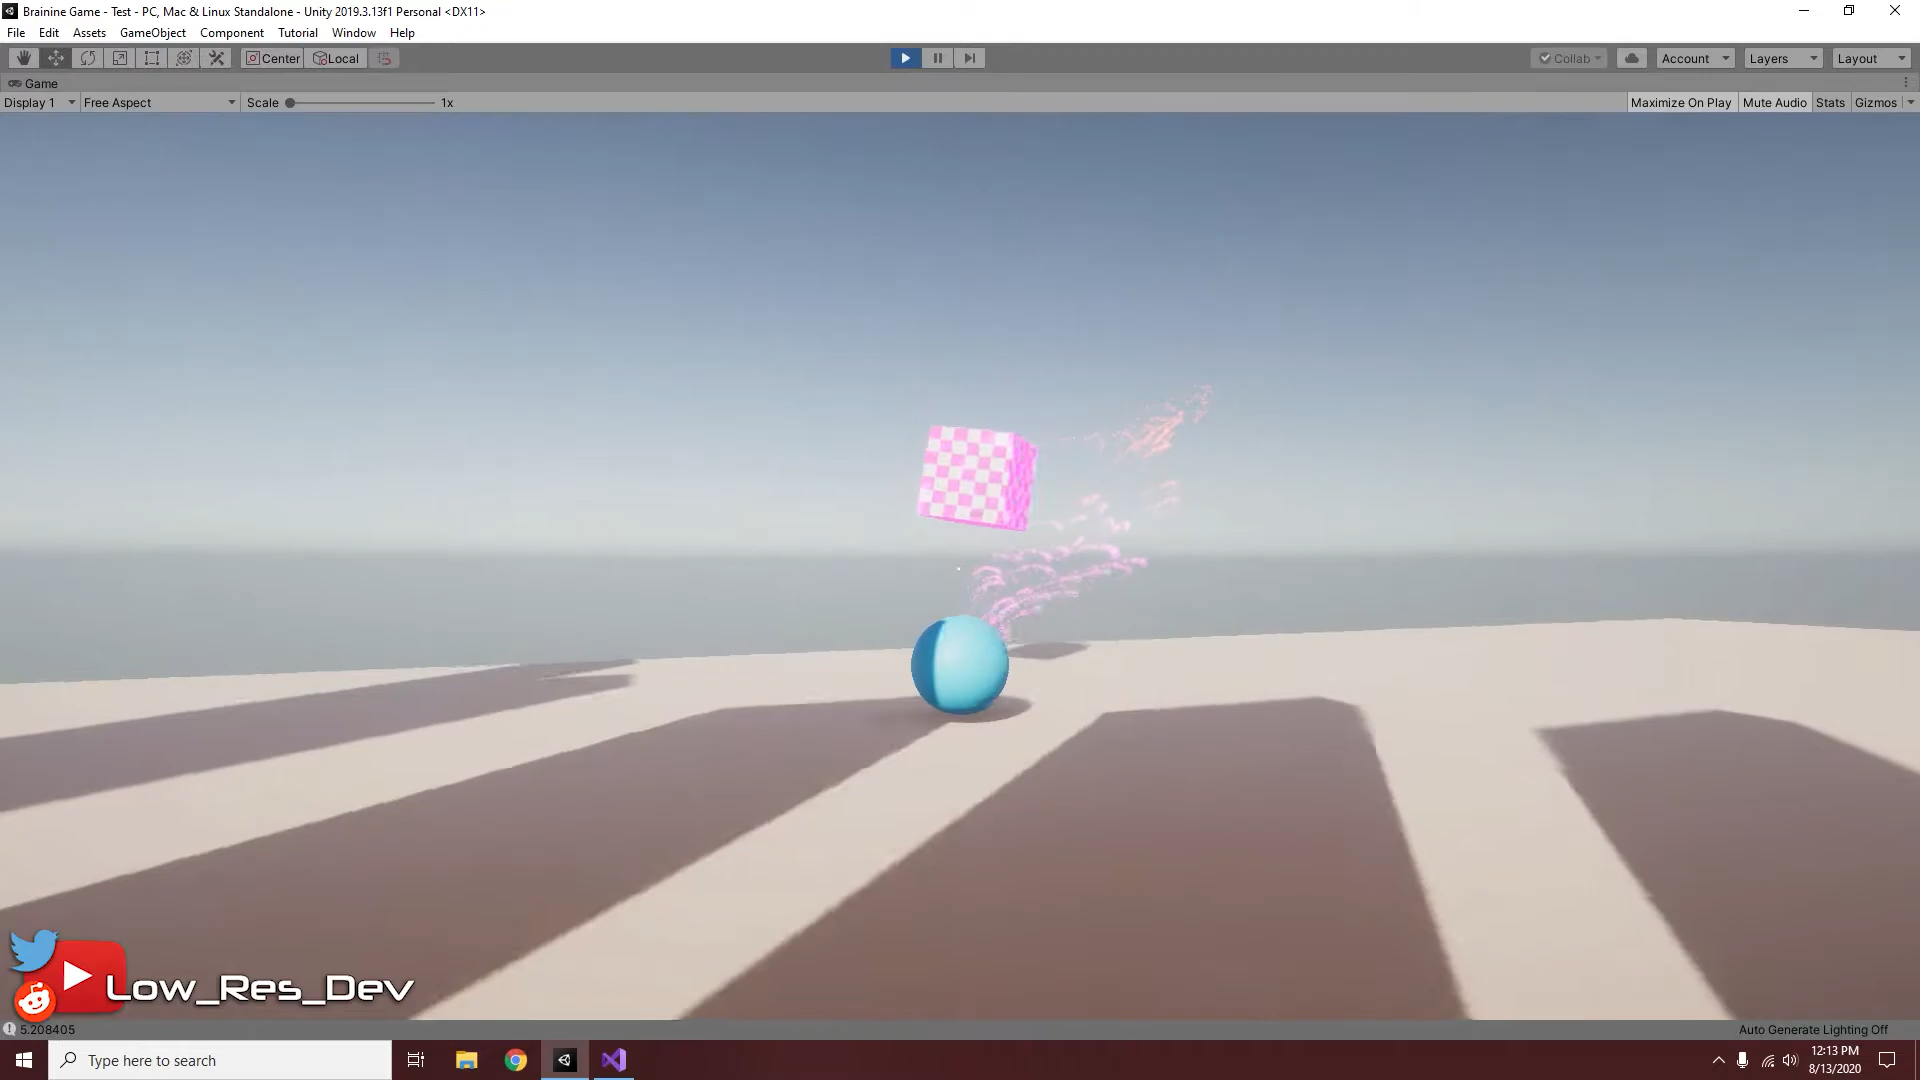 Brainine Game - Test - PC, Mac & Linux Standalone - Unity 2019.3.13f1 Personal <DX11>
File Edit Assets GameObject Component Tutorial Window Help
Center Local Collab Account Layers Layout
Game
Display 1 Free Aspect Scale 1x Maximize On Play Mute Audio Stats Gizmos
Low_Res_Dev
5.208405 Auto Generate Lighting Off
Type here to search
12:13 PM
8/13/2020